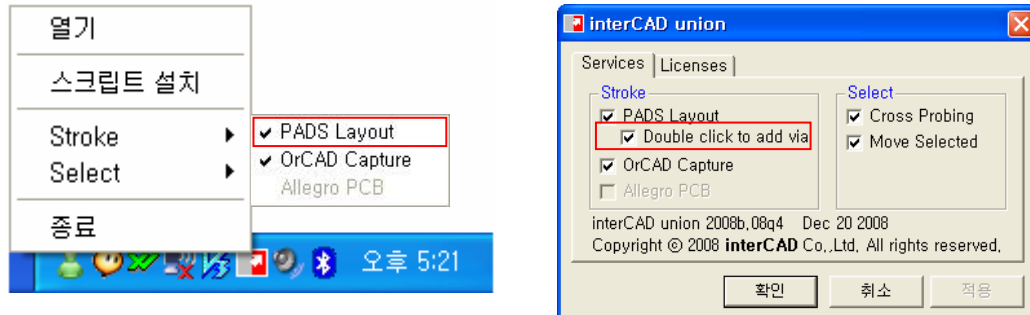 열기
스크립트 설치
Stroke
Select
종료
PADS Layout
OrCAD Capture
Allegro PCB
오후 5:21
interCAD union
Services
Licenses
Stroke
PADS Layout
Double click to add via
OrCAD Capture
Allegro PCB
Select
Cross Probing
Move Selected
interCAD union 2008b,08q4 Dec 20 2008
Copyright ⓒ 2008 interCAD Co,,Ltd, All rights reserved,
확인
취소
적용